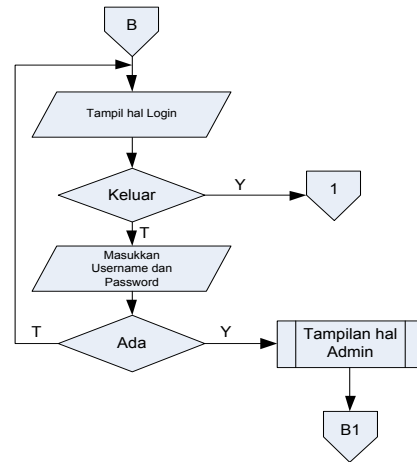 B
Tampil hal Login
Keluar
Y
1
T
Masukkan
Username dan
Password
T
Ada
Y
Tampilan hal
Admin
B1